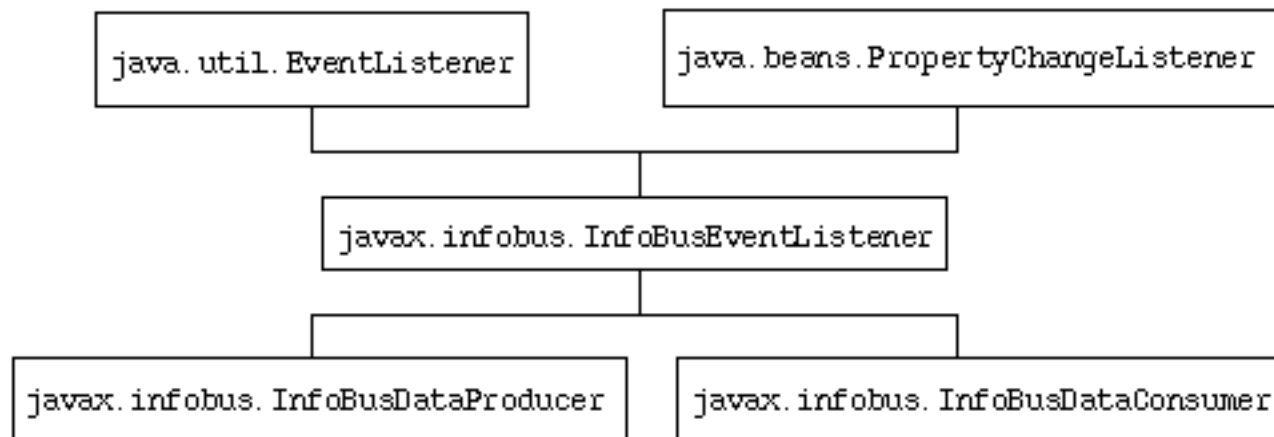 java.util.EventListener
java.beans.PropertyChangeListener
javax.infobus.InfoBusEventListener
javax.infobus.InfoBusDataProducer
javax.infobus.InfoBusDataConsumer